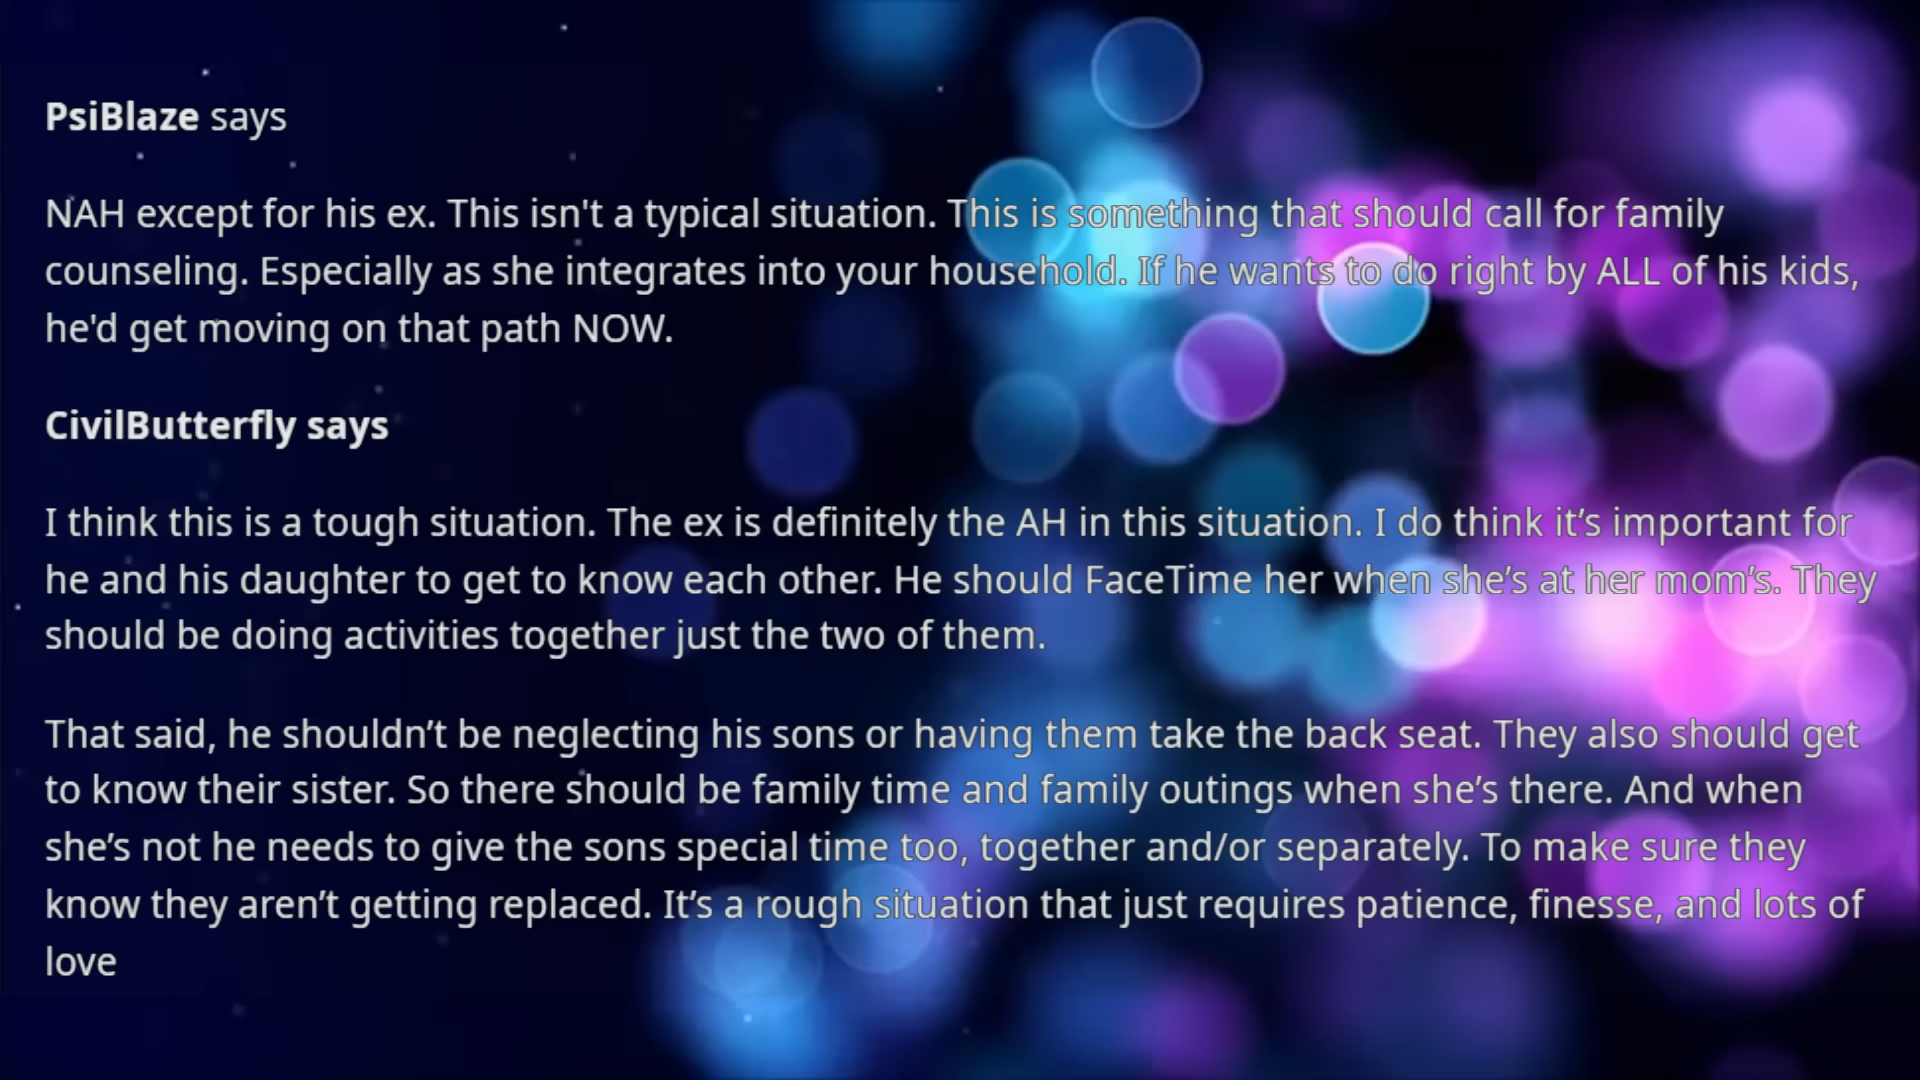 PsiBlaze says
NAH except for his ex. This isn't a typical situation. This is something that should call for family
counseling. Especially as she integrates into your household. If he wants to do right by ALL of his kids,
he'd get moving on that path NOW.
CivilButterfly says
I think this is a tough situation. The ex is definitely the AH in this situation. I do think it’s important for
he and his daughter to get to know each other. He should FaceTime her when she’s at her mom’s. They
should be doing activities together just the two of them.
That said, he shouldn’t be neglecting his sons or having them take the back seat. They also should get
to know their sister. So there should be family time and family outings when she’s there. And when
she’s not he needs to give the sons special time too, together and/or separately. To make sure they
know they aren’t getting replaced. It’s a rough situation that just requires patience, finesse, and lots of
love